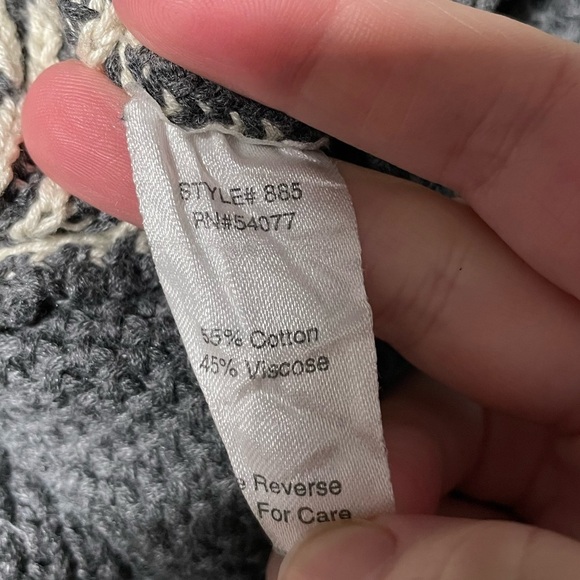 STYLE# 885
RN#54077
55% Cotton
45% Viscose
e Reverse
For Care